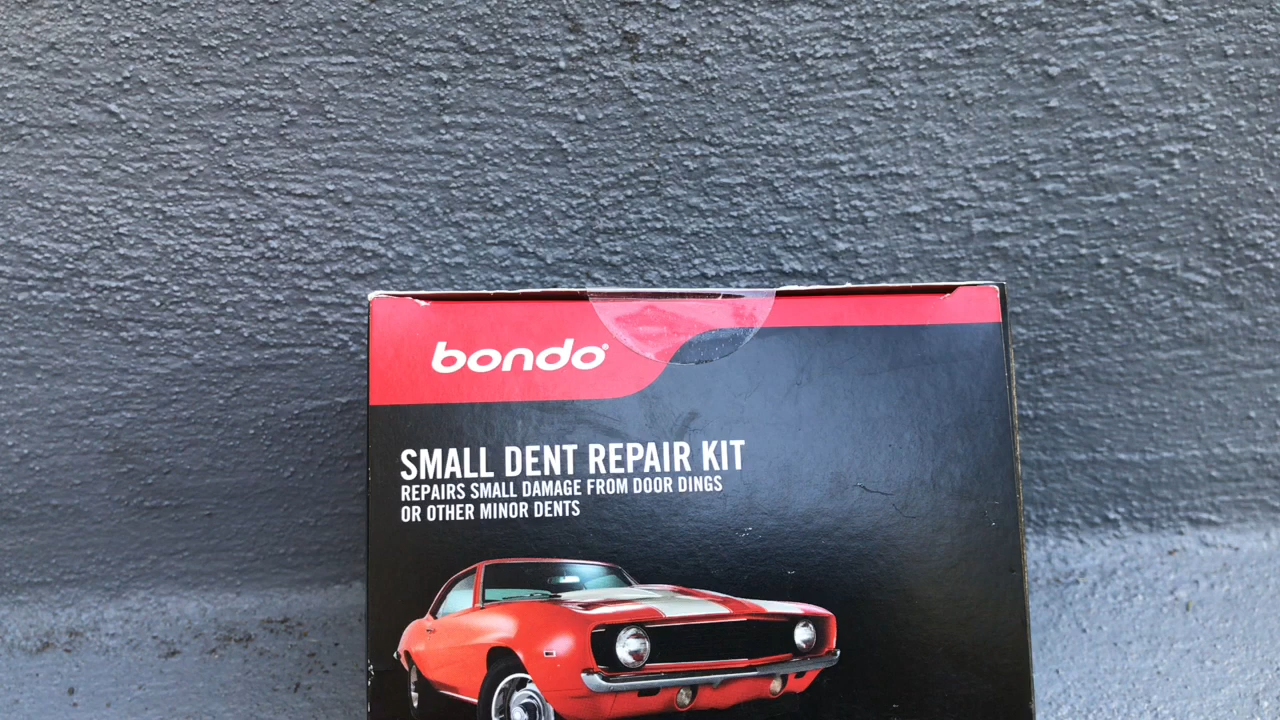 bondo®
SMALL DENT REPAIR KIT
REPAIRS SMALL DAMAGE FROM DOOR DINGS
OR OTHER MINOR DENTS